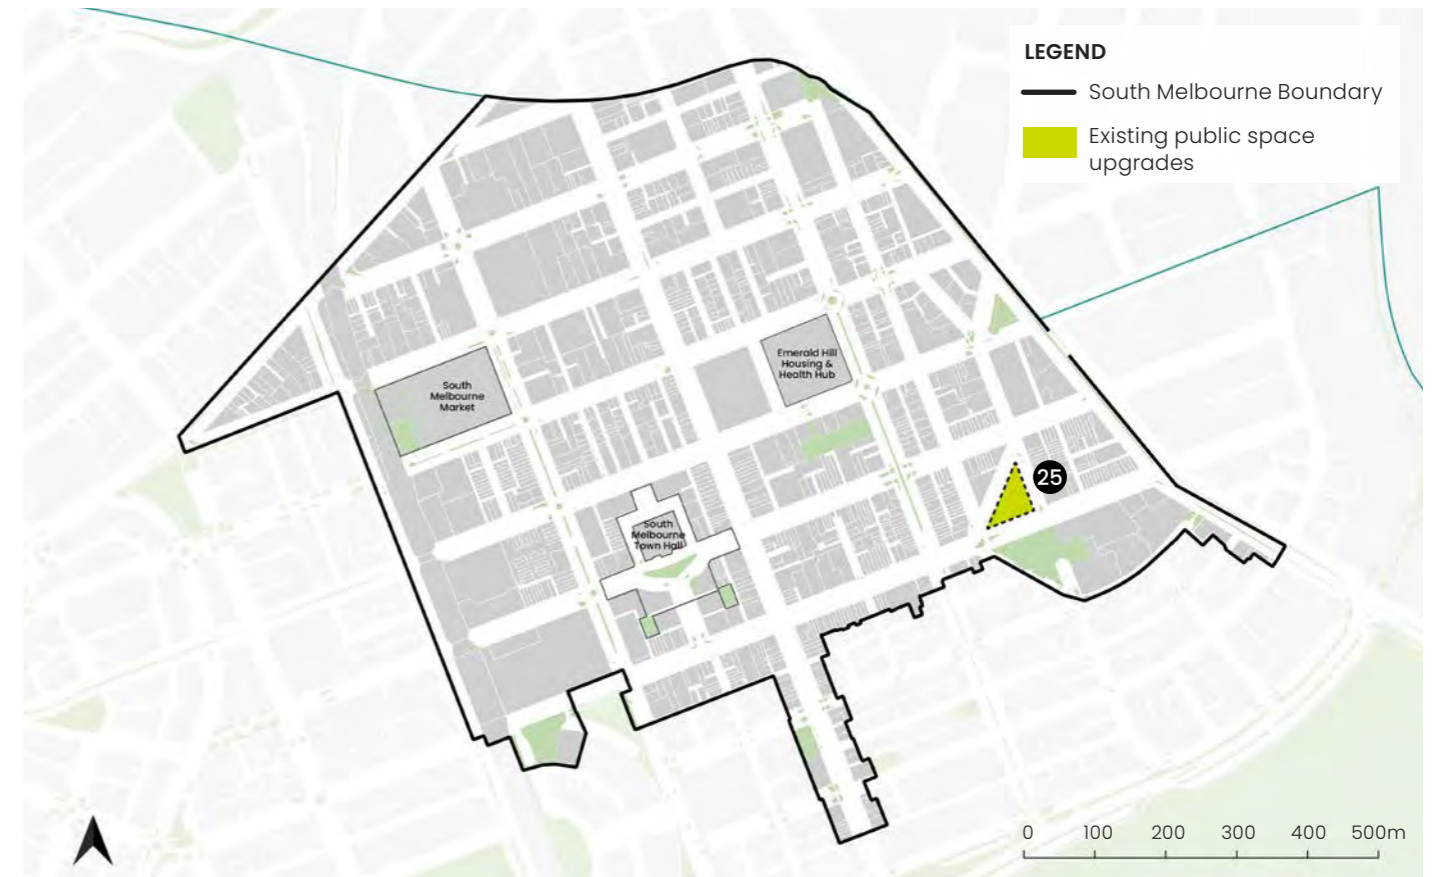 LEGEND
South Melbourne Boundary
Existing public space
upgrades
Emerald Hill
Housing &
Health Hub
South
Melbourne
Market
25
South
Melbourne
Town Hall
0 100 200 300 400 500m